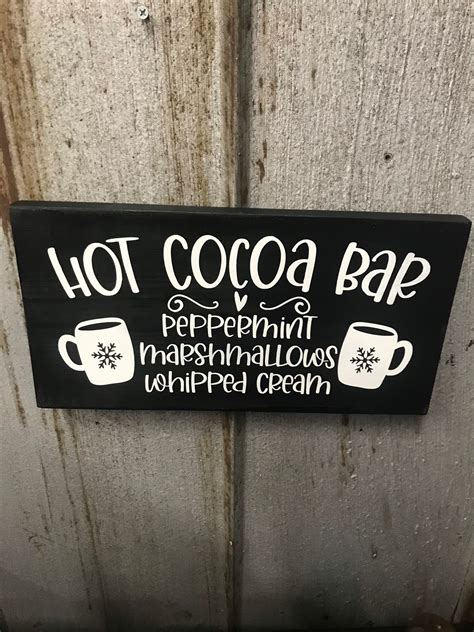 HOT COCOA BAR
PEPPERMINT
MARSHMALLOWS
WHIPPED CREAM